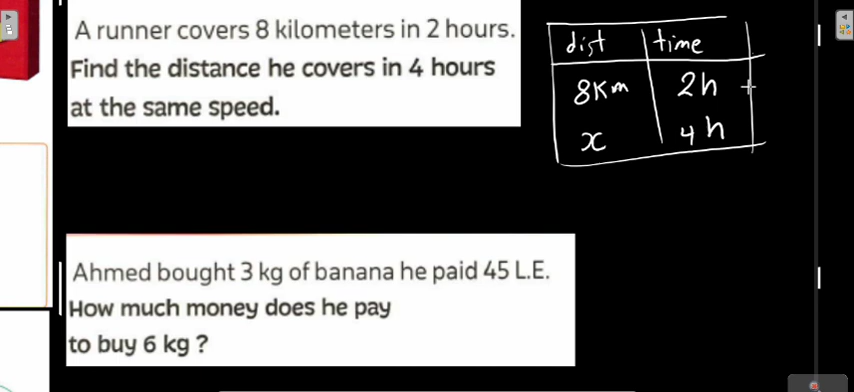 A runner covers 8 kilometers in 2 hours.
Find the distance he covers in 4 hours
at the same speed.
dist time
8Km 2h
x 4h
Ahmed bought 3 kg of banana he paid 45 L.E.
How much money does he pay
to buy 6 kg ?